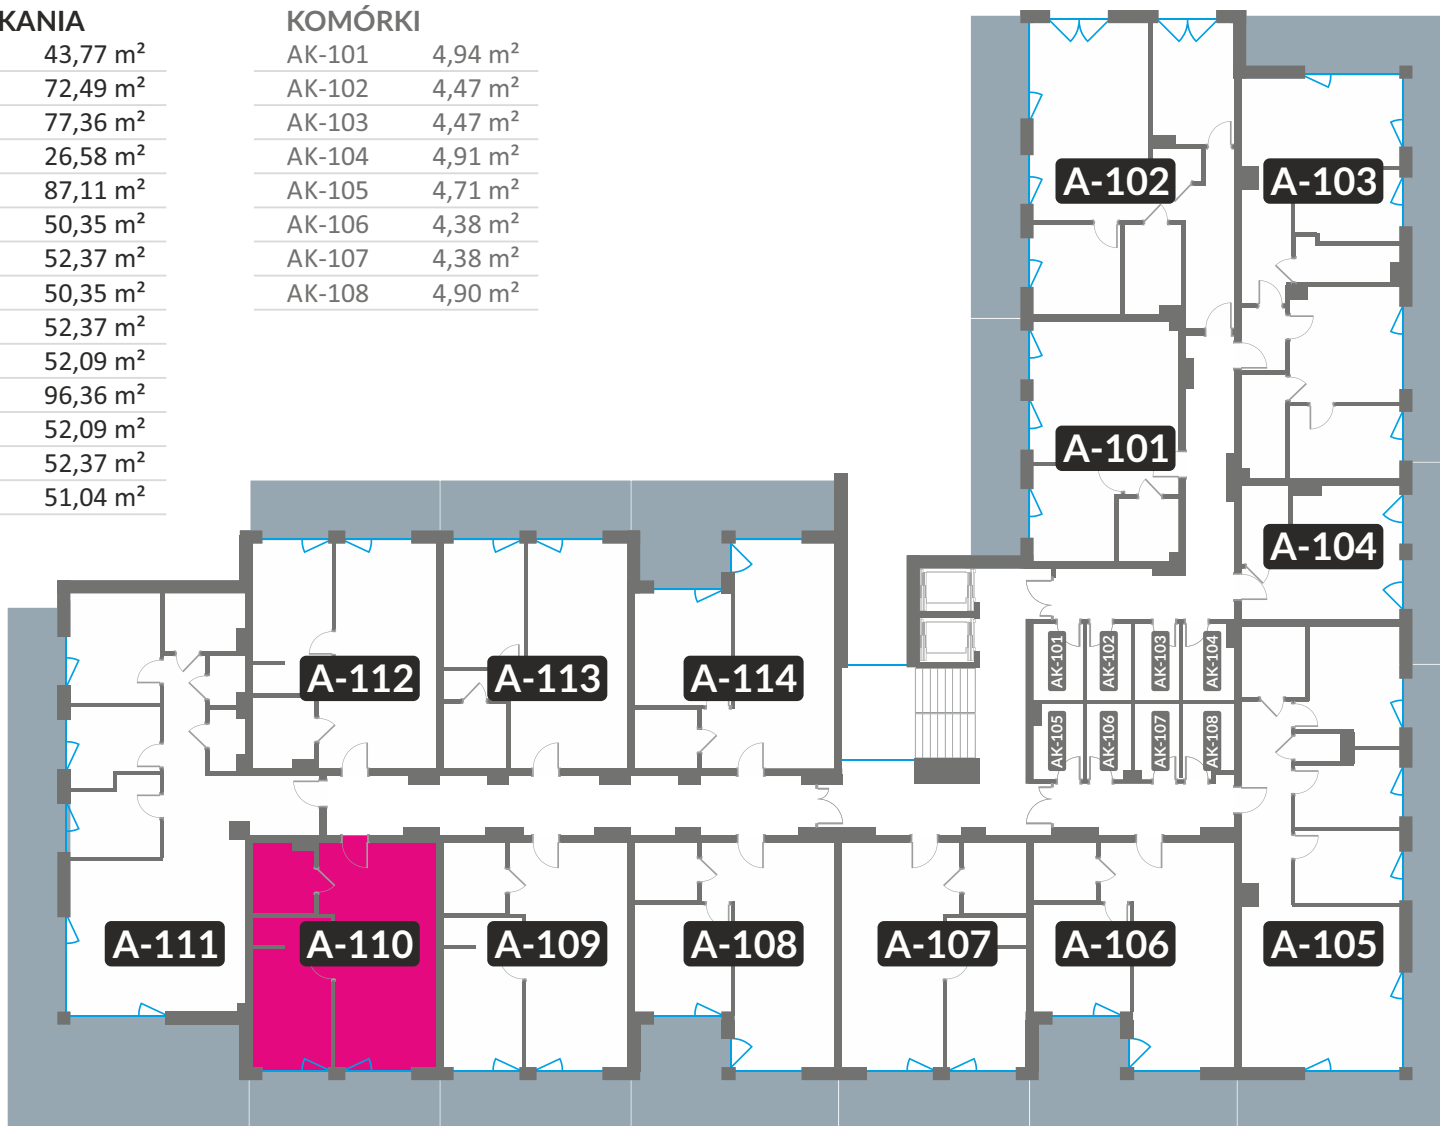 KANIA
43,77 m²
72,49 m²
77,36 m²
26,58 m²
87,11 m²
50,35 m²
52,37 m²
50,35 m²
52,37 m²
52,09 m²
96,36 m²
52,09 m²
52,37 m²
51,04 m²
KOMÓRKI
AK-101 4,94 m²
AK-102 4,47 m²
AK-103 4,47 m²
AK-104 4,91 m²
AK-105 4,71 m²
AK-106 4,38 m²
AK-107 4,38 m²
AK-108 4,90 m²
A-102
A-103
A-101
A-104
AK-101
AK-102
AK-103
AK-104
A-112
A-113
A-114
AK-105
AK-106
AK-107
AK-108
A-111
A-110
A-109
A-108
A-107
A-106
A-105